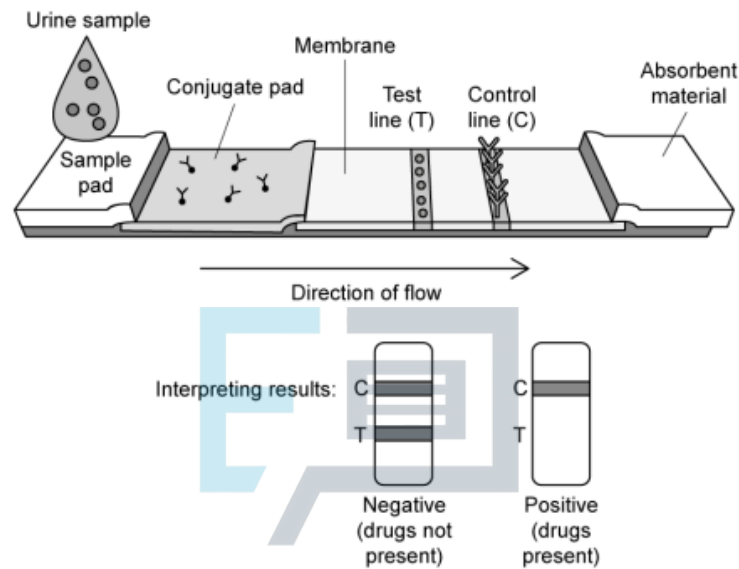 Urine sample
Membrane
Conjugate pad
Test
line (T)
Control
line (C)
Absorbent
material
Sample
pad
Direction of flow
Interpreting results:
C
T
C
T
Negative
(drugs not
present)
Positive
(drugs
present)